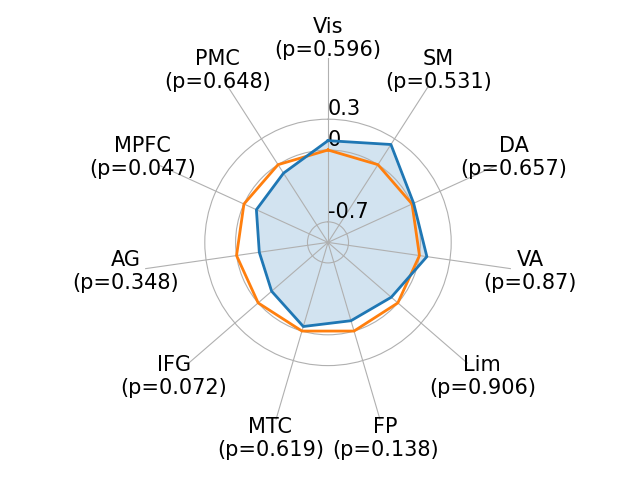 Vis
(p=0.596)
PMC
(p=0.648)
SM
(p=0.531)
0.3
0
MPFC
(p=0.047)
DA
(p=0.657)
-0.7
AG
(p=0.348)
VA
(p=0.87)
IFG
(p=0.072)
Lim
(p=0.906)
MTC
(p=0.619)
FP
(p=0.138)